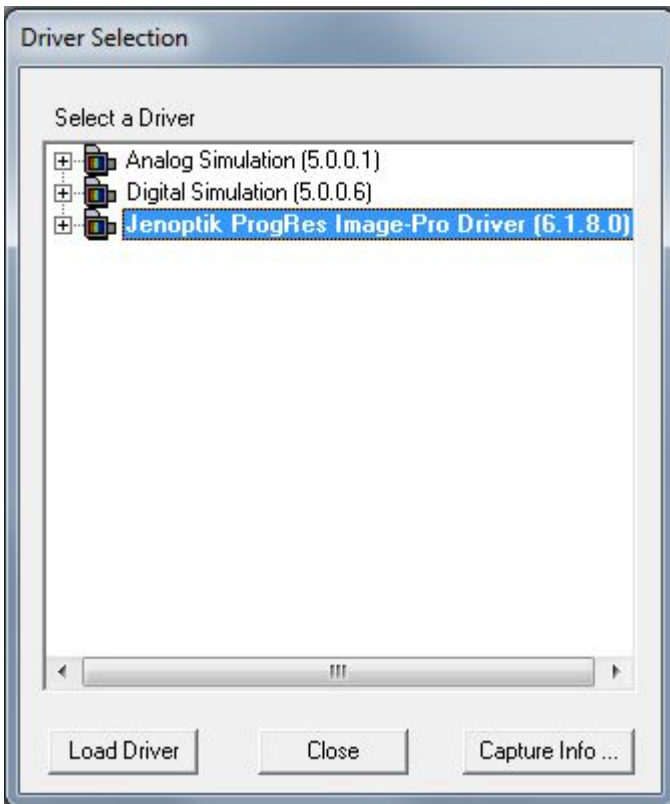 Driver Selection
Select a Driver
Analog Simulation (5.0.0.1)
Digital Simulation (5.0.0.6)
Jenoptik ProgRes Image-Pro Driver (6.1.8.0)
Load Driver
Close
Capture Info ...